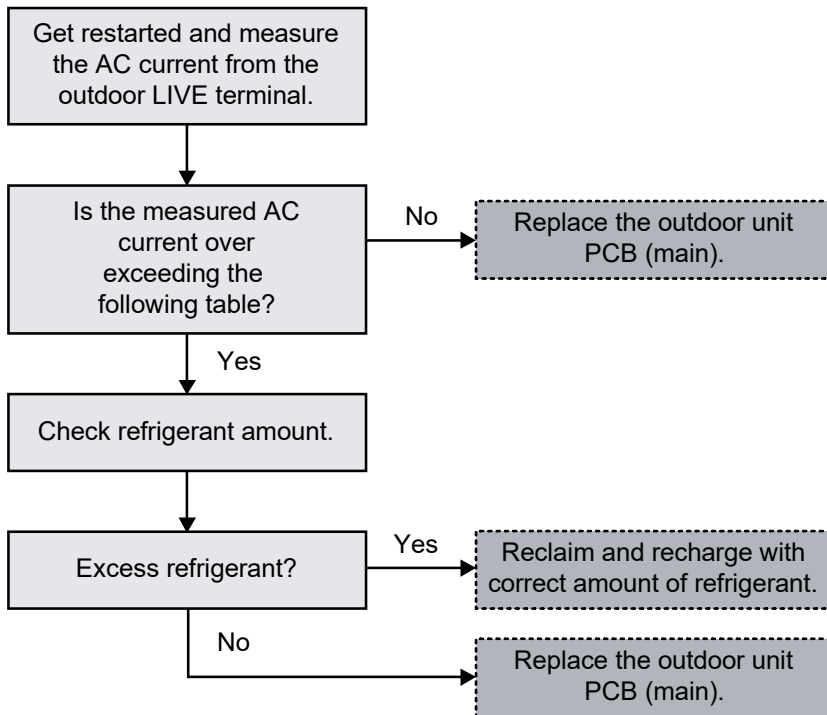 Get restarted and measure
the AC current from the
outdoor LIVE terminal.
Is the measured AC
current over
exceeding the
following table?
No
Replace the outdoor unit
PCB (main).
Yes
Check refrigerant amount.
Excess refrigerant?
Yes
Reclaim and recharge with
correct amount of refrigerant.
No
Replace the outdoor unit
PCB (main).